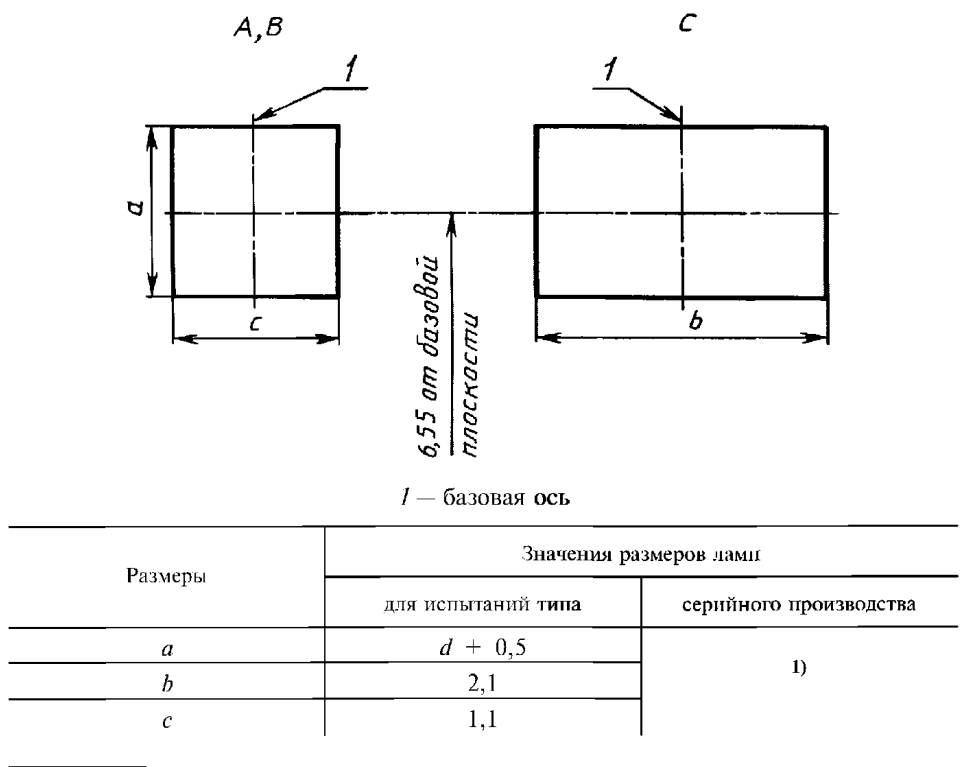 A,B
C
1
1
a
c
b
6,55 от базовой
плоскости
1 — базовая ось
Размеры
Значения размеров ламп
для испытаний типа
серийного производства
a
d + 0,5
1)
b
2,1
c
1,1